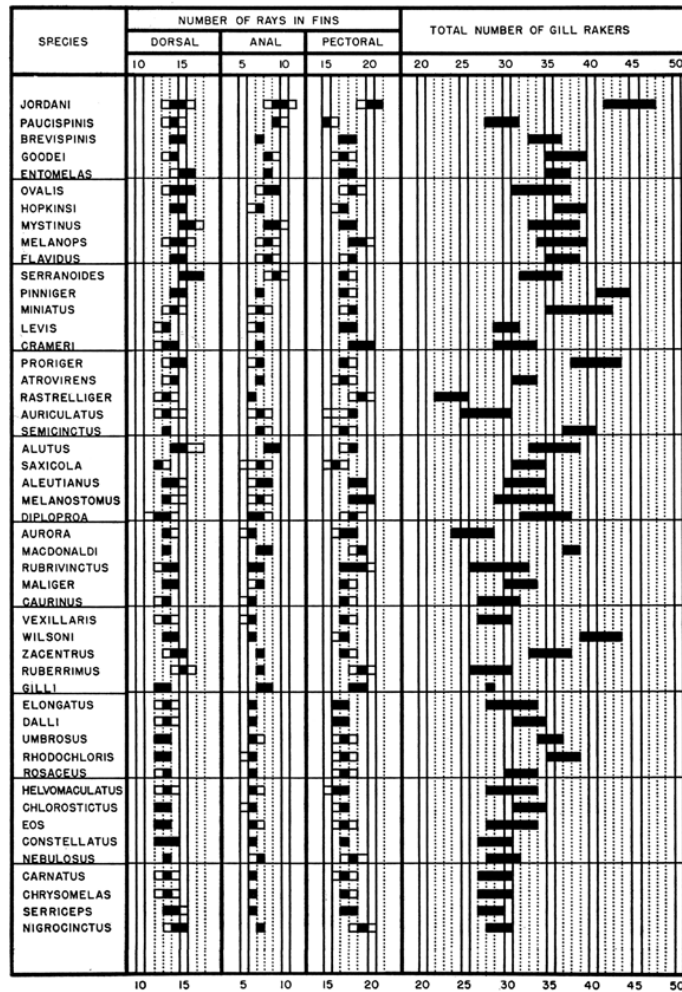 SPECIES
NUMBER OF RAYS IN FINS
DORSAL ANAL PECTORAL
TOTAL NUMBER OF GILL RAKERS
10 15 5 10 15 20 20 25 30 35 40 45 50
JORDANI
PAUCISPINIS
BREVISPINIS
GOODEI
ENTOMELAS
OVALIS
HOPKINSI
MYSTINUS
MELANOPS
FLAVIDUS
SERRANOIDES
PINNIGER
MINIATUS
LEVIS
CRAMERI
PRORIGER
ATROVIRENS
RASTRELLIGER
AURICULATUS
SEMICINCTUS
ALUTUS
SAXICOLA
ALEUTIANUS
MELANOSTOMUS
DIPLOPROA
AURORA
MACDONALDI
RUBRIVINCTUS
MALIGER
CAURINUS
VEXILLARIS
WILSONI
ZACENTRUS
RUBERRIMUS
GILLI
ELONGATUS
DALLI
UMBROSUS
RHODOCHLORIS
ROSACEUS
HELVOMACULATUS
CHLOROSTICTUS
EOS
CONSTELLATUS
NEBULOSUS
CARNATUS
CHRYSOMELAS
SERRICEPS
NIGROCINCTUS
10 15 5 10 15 20 20 25 30 35 40 45 50